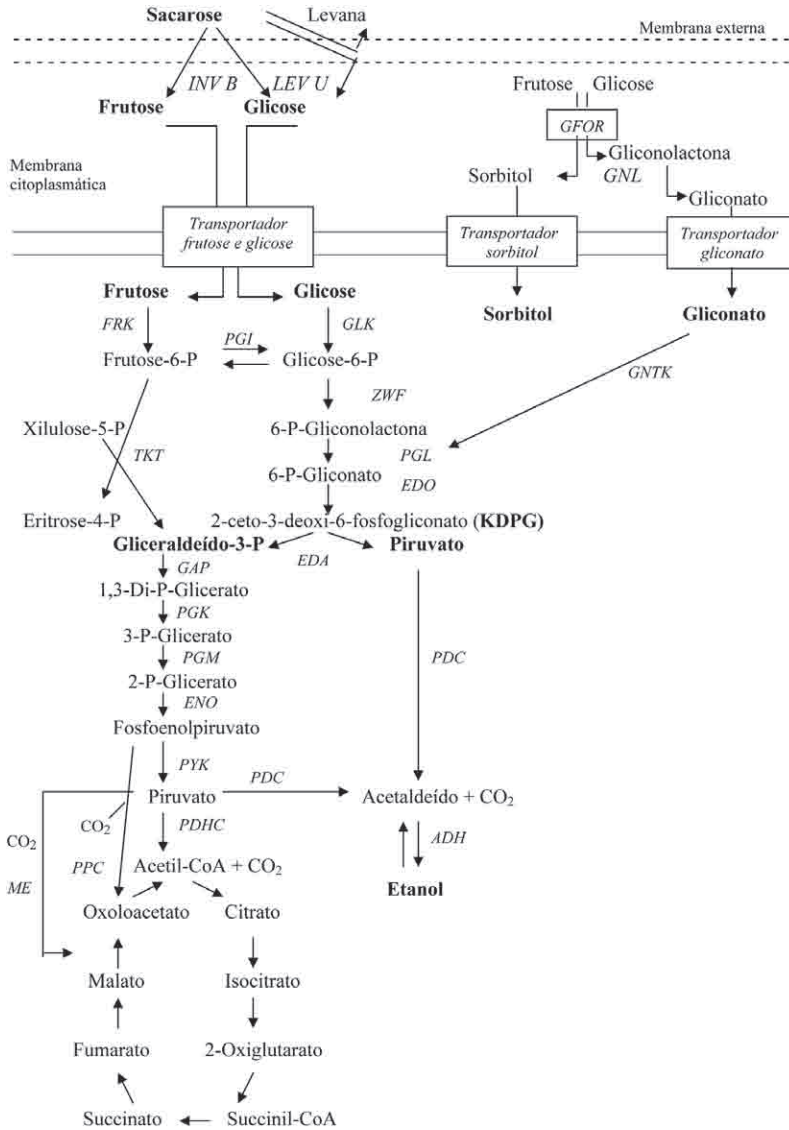 Sacarose
Levana
Membrana externa
INV B
LEV U
Frutose
Glicose
Frutose Glicose
GFOR
Gliconolactona
GNL
Sorbitol
Gliconato
Membrana
citoplasmática
Transportador
frutose e glicose
Transportador
sorbitol
Transportador
gliconato
Frutose
Glicose
Sorbitol
Gliconato
FRK
PGI
GLK
Frutose-6-P
Glicose-6-P
GNTK
ZWF
Xilulose-5-P
6-P-Gliconolactona
TKT
PGL
6-P-Gliconato
EDO
Eritrose-4-P
2-ceto-3-deoxi-6-fosfogliconato (KDPG)
Gliceraldeído-3-P
Piruvato
EDA
GAP
1,3-Di-P-Glicerato
PGK
3-P-Glicerato
PDC
PGM
2-P-Glicerato
ENO
Fosfoenolpiruvato
PYK
PDC
Piruvato
Acetaldeído + CO2
CO2
CO2
PDHC
ADH
PPC
Acetil-CoA + CO2
ME
Etanol
Oxoloacetato
Citrato
Malato
Isocitrato
Fumarato
2-Oxiglutarato
Succinato
Succinil-CoA